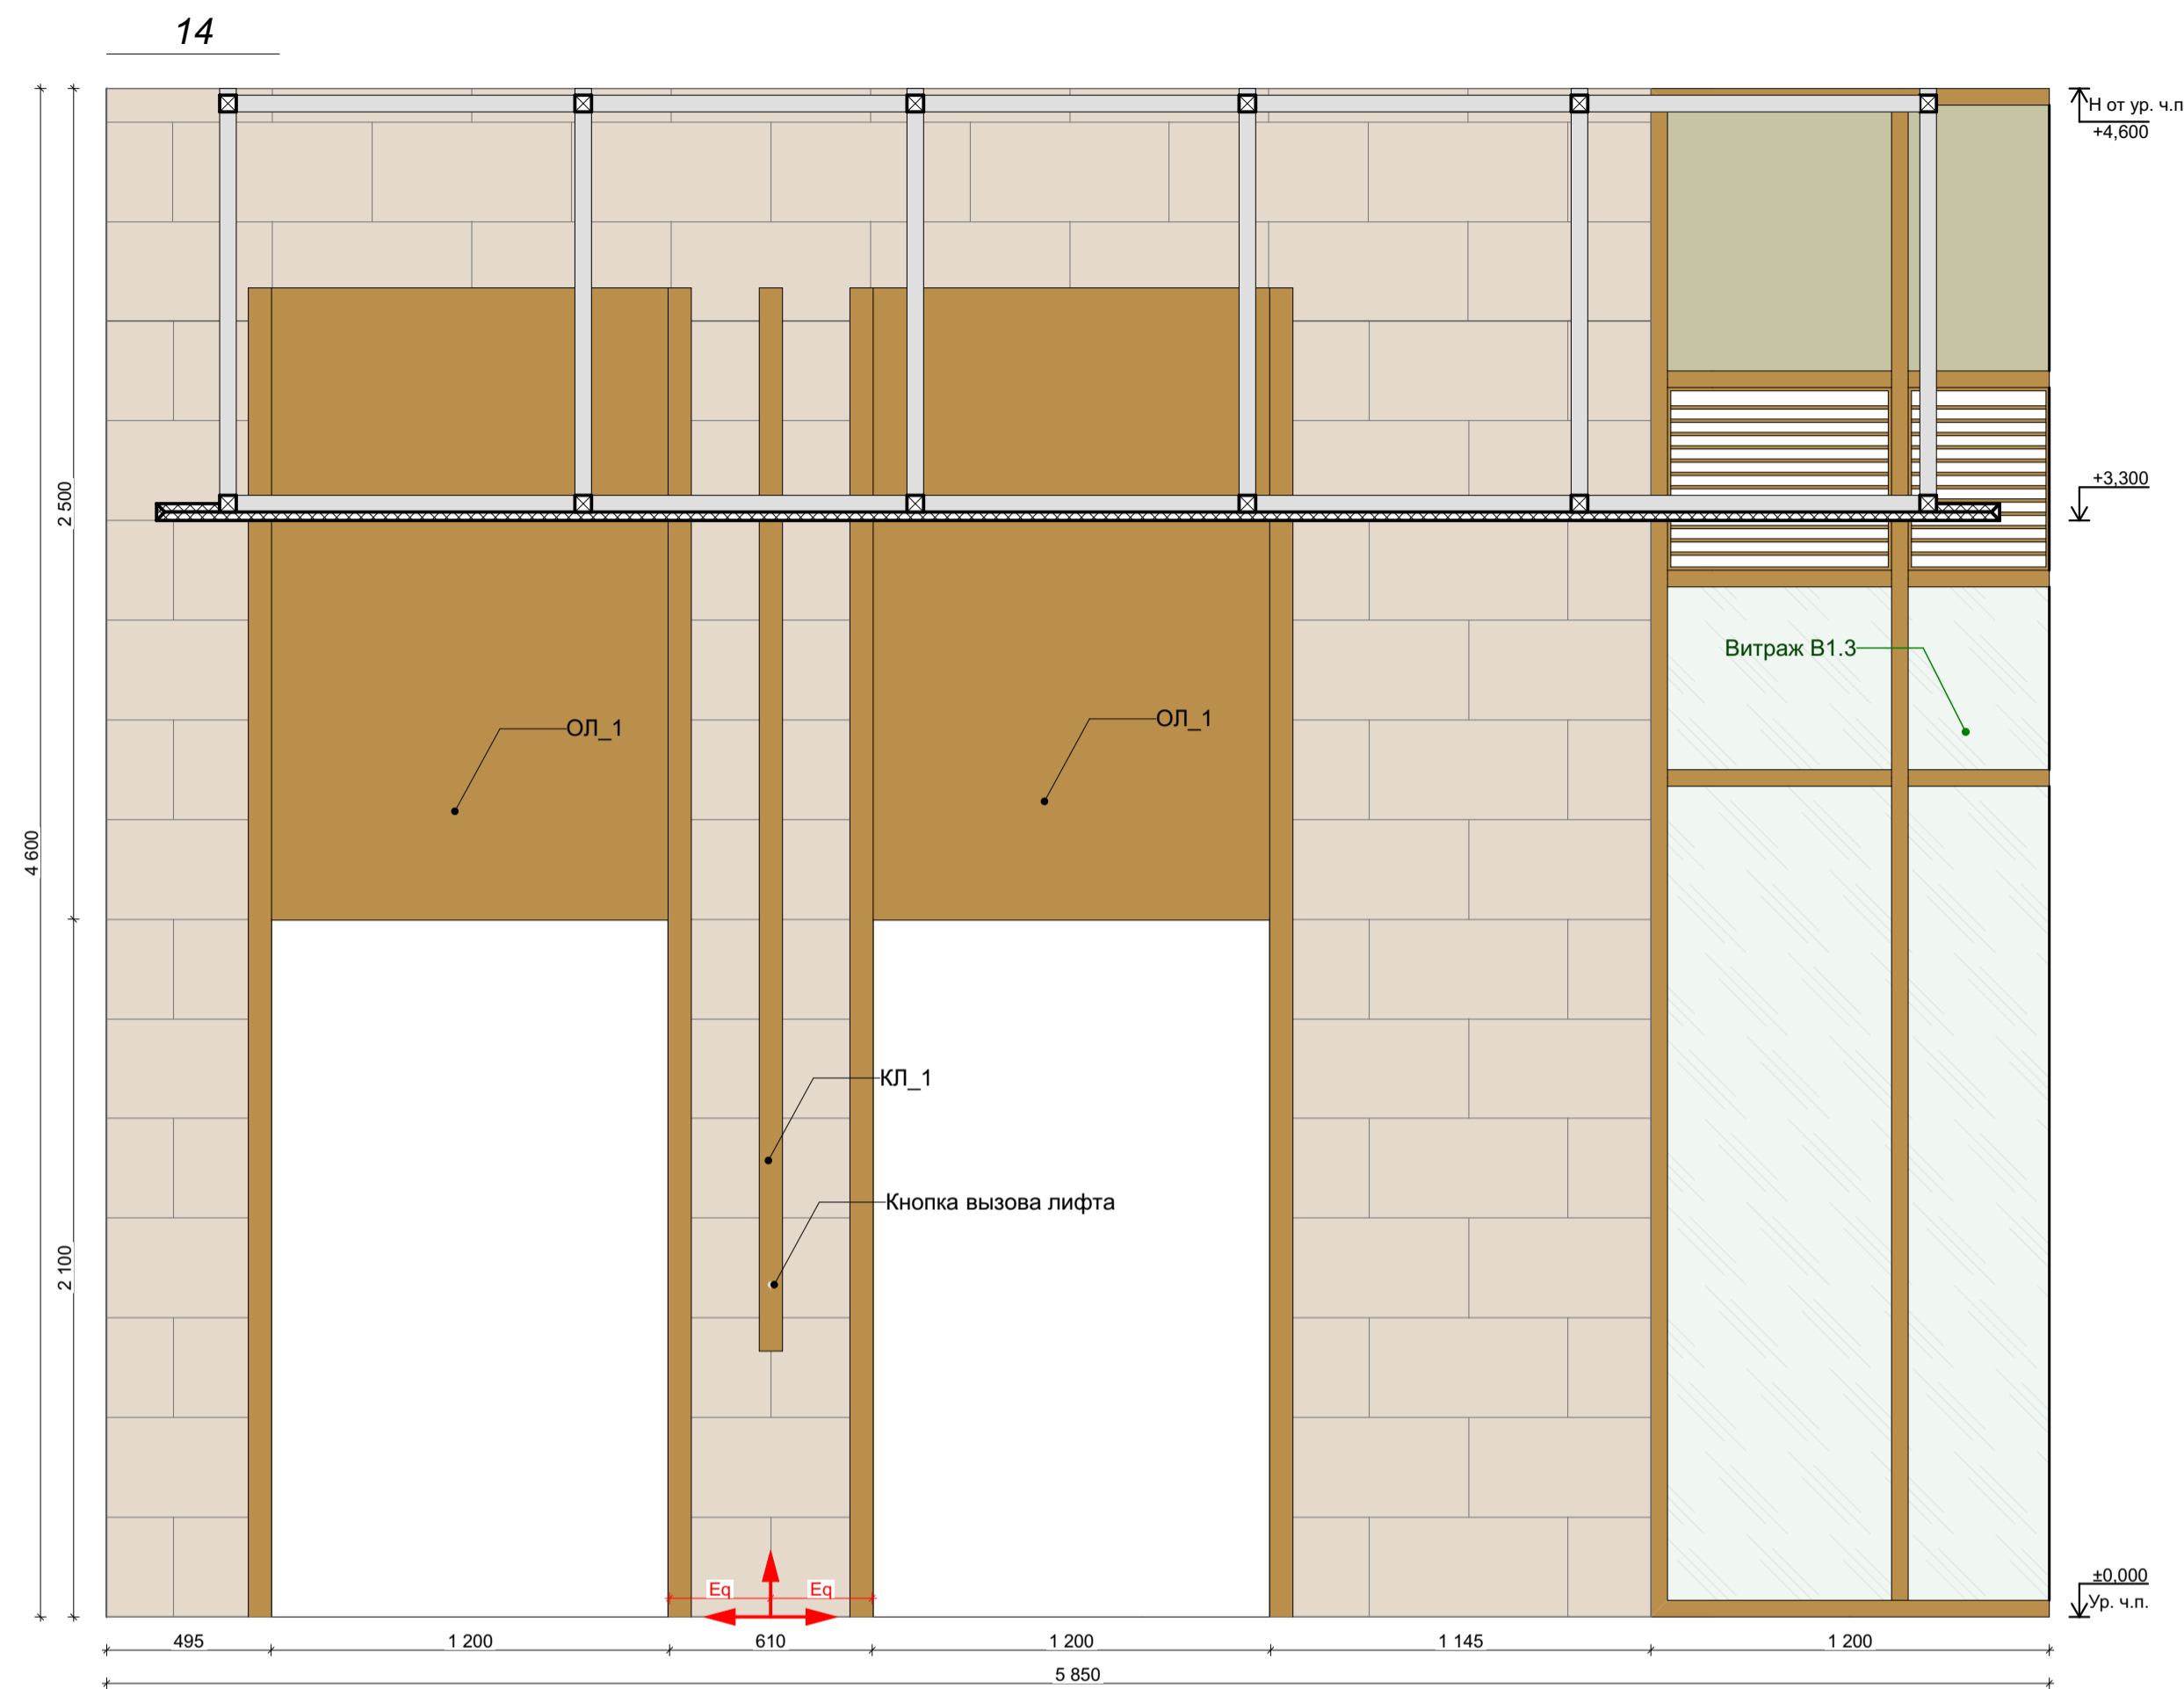 14
Н от ур. ч.п
+4,600
+3,300
2 500
Витраж В1.3
ОЛ_1
ОЛ_1
4 600
КЛ_1
Кнопка вызова лифта
2 100
Eq
Eq
±0,000
Ур. ч.п.
495
1 200
610
1 200
1 145
1 200
5 850